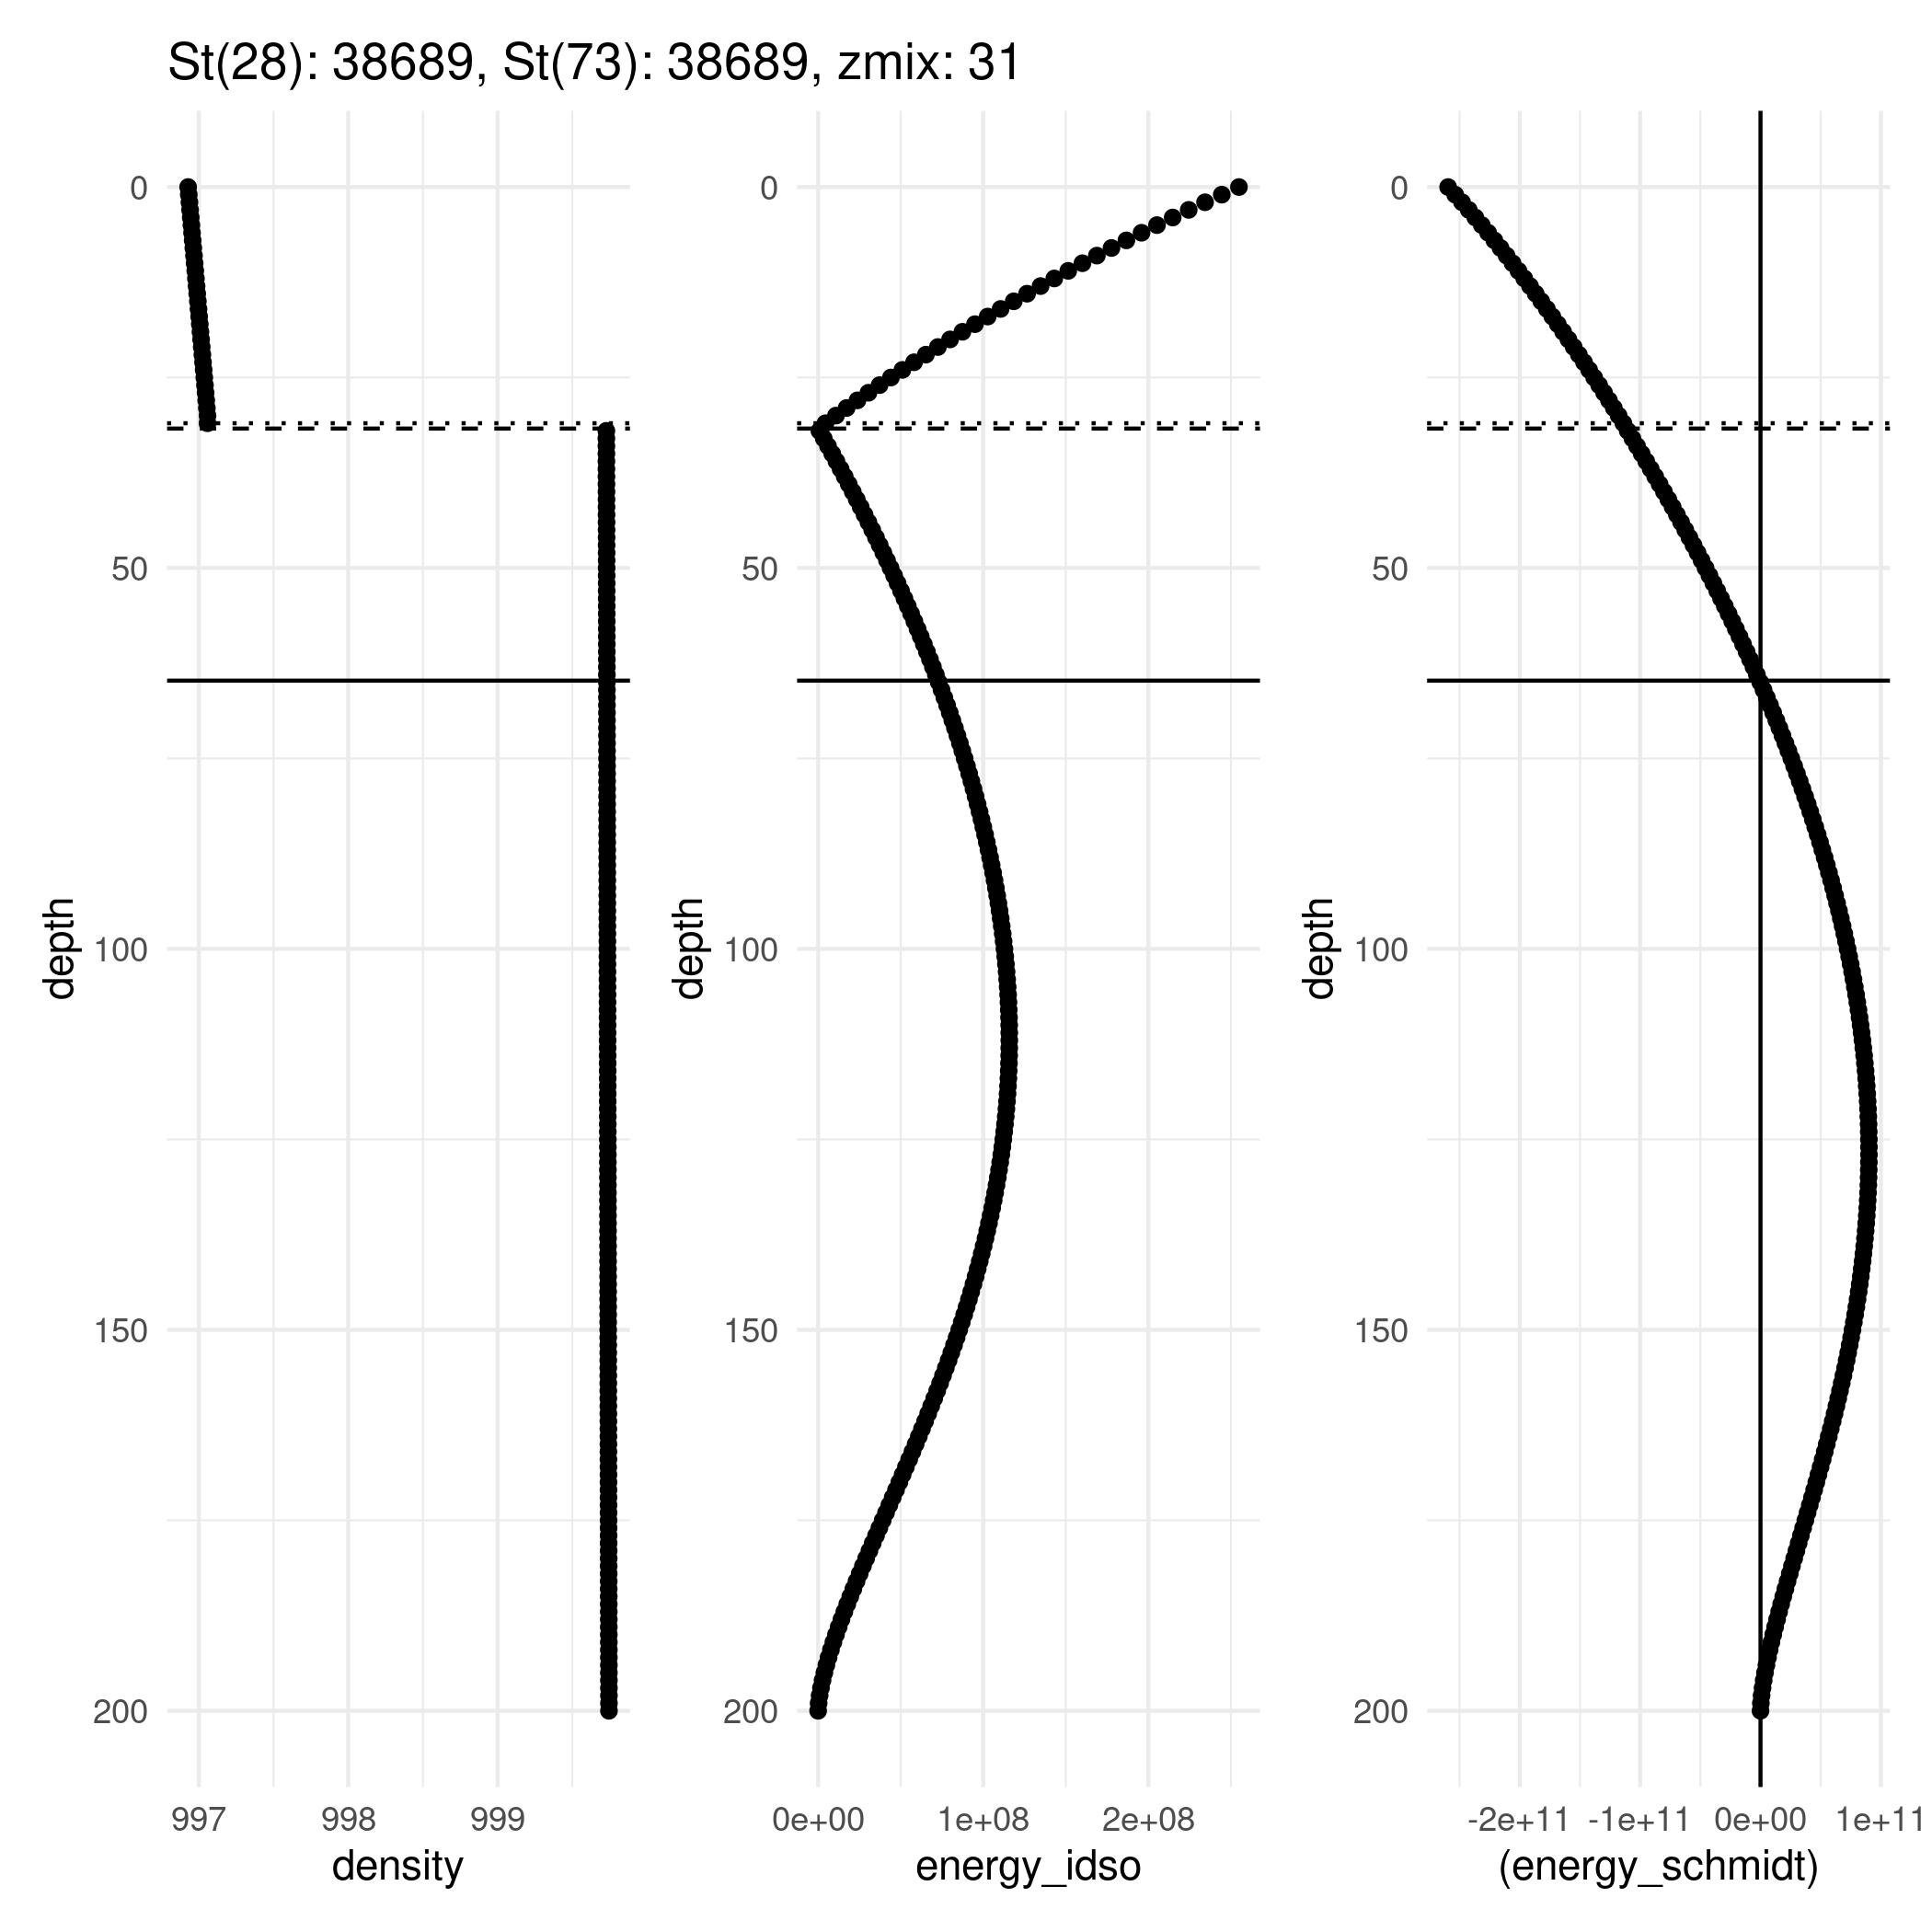 St(28): 38689, St(73): 38689, zmix: 31
0
50
100
150
200
depth
997
998
999
density
0
50
100
150
200
depth
0e+00
1e+08
2e+08
energy_idso
0
50
100
150
200
depth
-2e+11
-1e+11
0e+00
1e+11
(energy_schmidt)